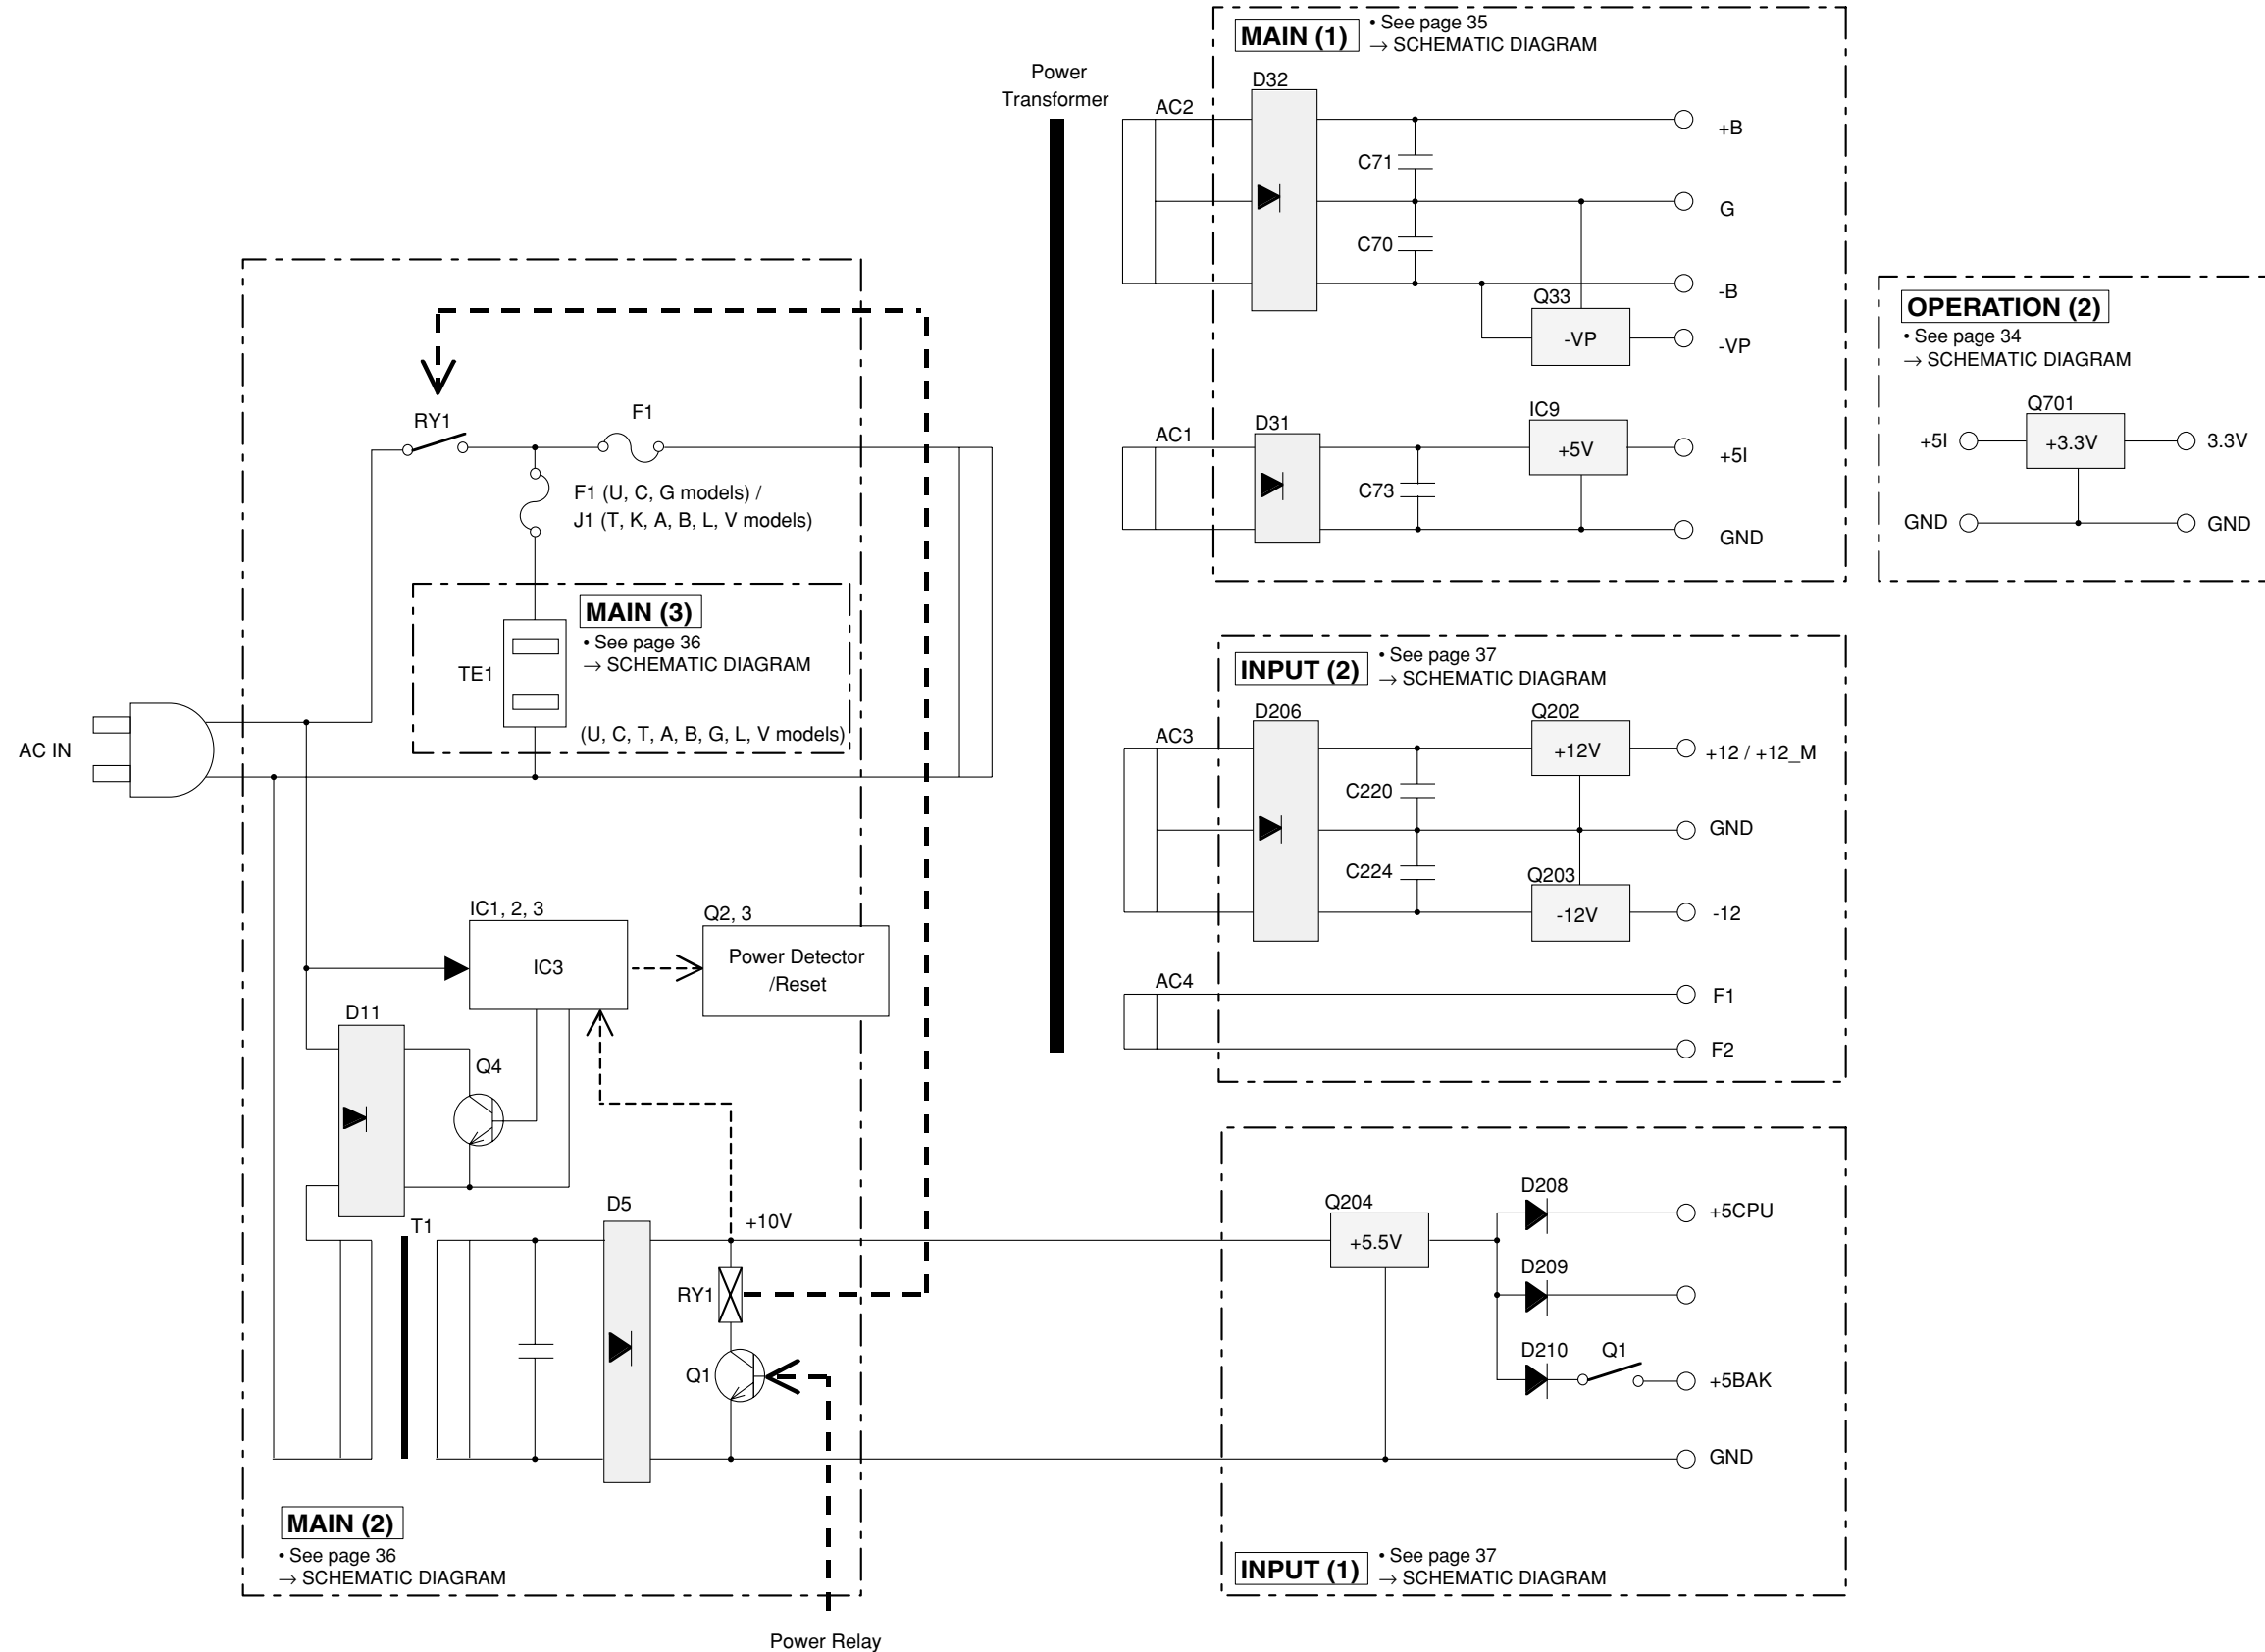 MAIN (1)
• See page 35
→ SCHEMATIC DIAGRAM
Power
Transformer
D32
AC2
+B
C71
G
C70
-B
Q33
-VP
-VP
D31
IC9
AC1
+5V
+5I
C73
GND
OPERATION (2)
• See page 34
→ SCHEMATIC DIAGRAM
Q701
+5I
+3.3V
3.3V
GND
GND
RY1
F1
F1 (U, C, G models) /
J1 (T, K, A, B, L, V models)
MAIN (3)
• See page 36
→ SCHEMATIC DIAGRAM
TE1
(U, C, T, A, B, G, L, V models)
AC IN
INPUT (2)
• See page 37
→ SCHEMATIC DIAGRAM
D206
Q202
AC3
+12V
+12 / +12_M
C220
GND
C224
Q203
-12V
-12
AC4
F1
F2
IC1, 2, 3
IC3
Q2, 3
Power Detector
/Reset
D11
Q4
T1
D5
+10V
RY1
Q1
Q204
+5.5V
D208
+5CPU
D209
D210
Q1
+5BAK
GND
MAIN (2)
• See page 36
→ SCHEMATIC DIAGRAM
INPUT (1)
• See page 37
→ SCHEMATIC DIAGRAM
Power Relay